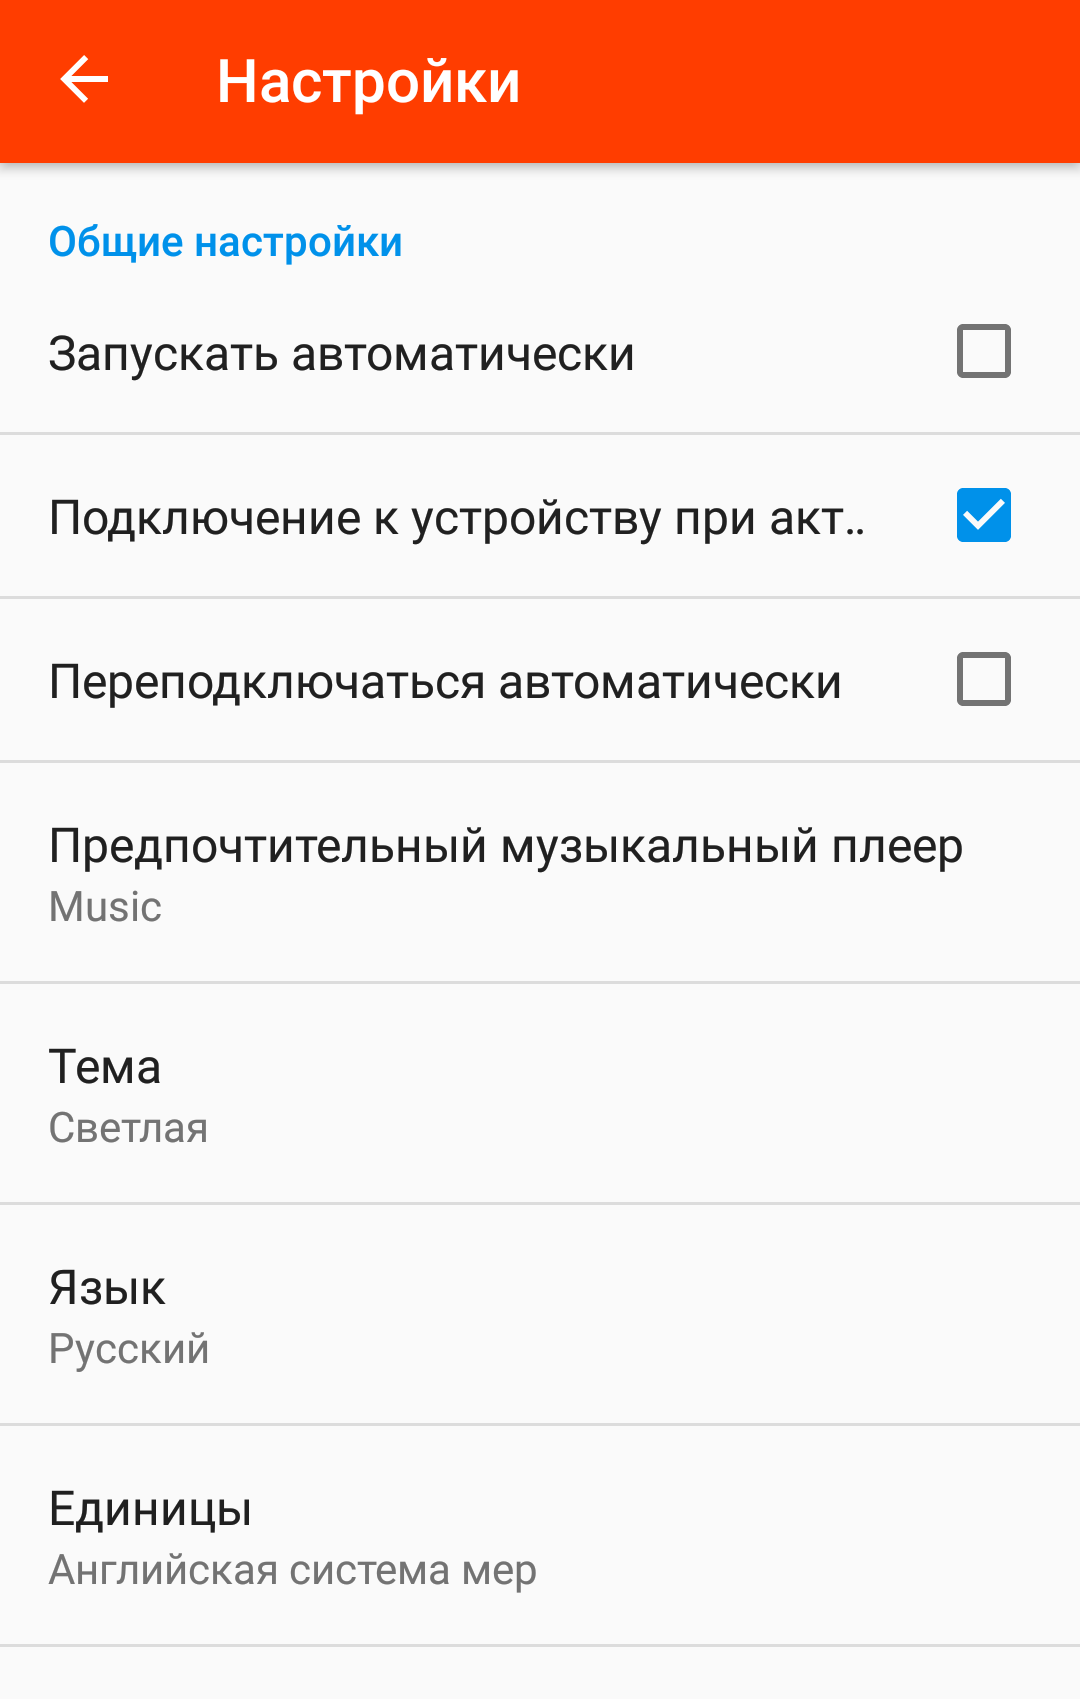 Настройки
Общие настройки
Запускать автоматически
Подключение к устройству при акт..
Переподключаться автоматически
Предпочтительный музыкальный плеер
Music
Тема
Светлая
Язык
Русский
Единицы
Английская система мер